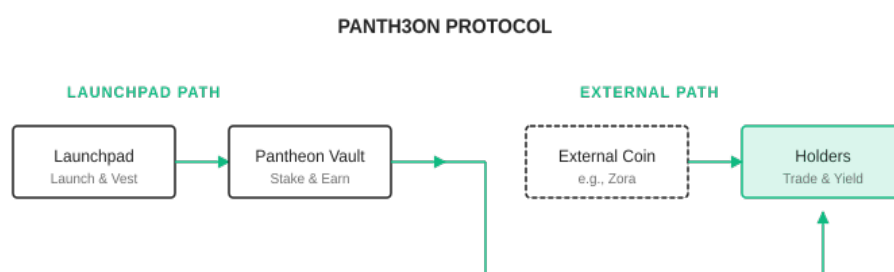 PANTH3ON PROTOCOL
LAUNCHPAD PATH
EXTERNAL PATH
Launchpad
Launch & Vest
Pantheon Vault
Stake & Earn
External Coin
e.g., Zora
Holders
Trade & Yield